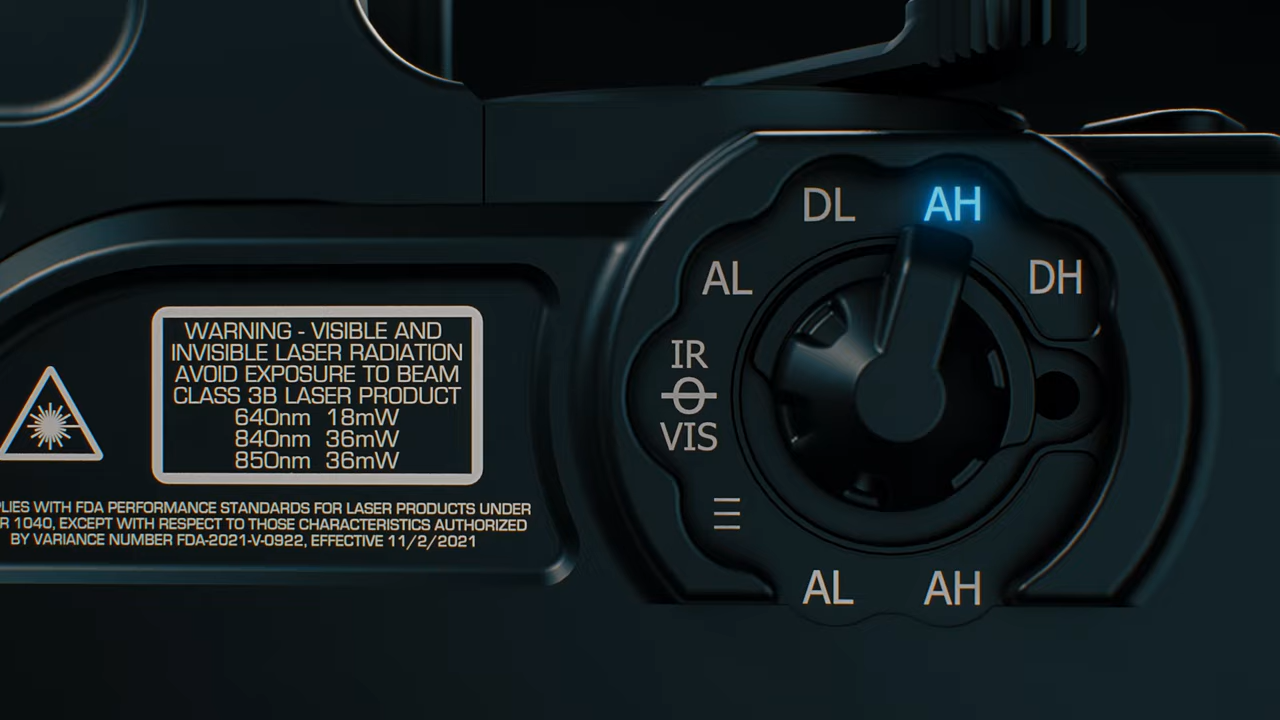 DL
AH
AL
DH
IR
VIS
AL
AH
WARNING - VISIBLE AND
INVISIBLE LASER RADIATION
AVOID EXPOSURE TO BEAM
CLASS 3B LASER PRODUCT
640nm 18mW
840nm 36mW
850nm 36mW
WITH FDA PERFORMANCE STANDARDS FOR LASER PRODUCTS UNDER
1040, EXCEPT WITH RESPECT TO THOSE CHARACTERISTICS AUTHORIZED
BY VARIANCE NUMBER FDA-2021-V-0922, EFFECTIVE 11/2/2021